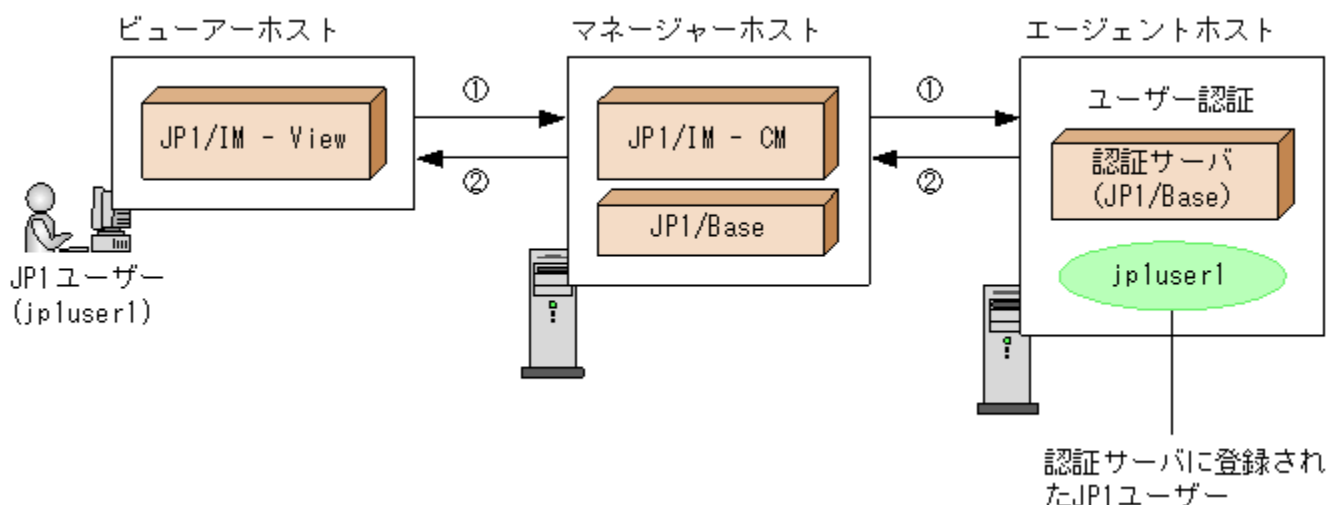 ビューアーホスト
マネージャーホスト
エージェントホスト
JP1/IM - View
①
②
JP1/IM - CM
JP1/Base
①
②
ユーザー認証
認証サーバ
(JP1/Base)
jp1user1
JP1ユーザー
(jp1user1)
認証サーバに登録され
たJP1ユーザー